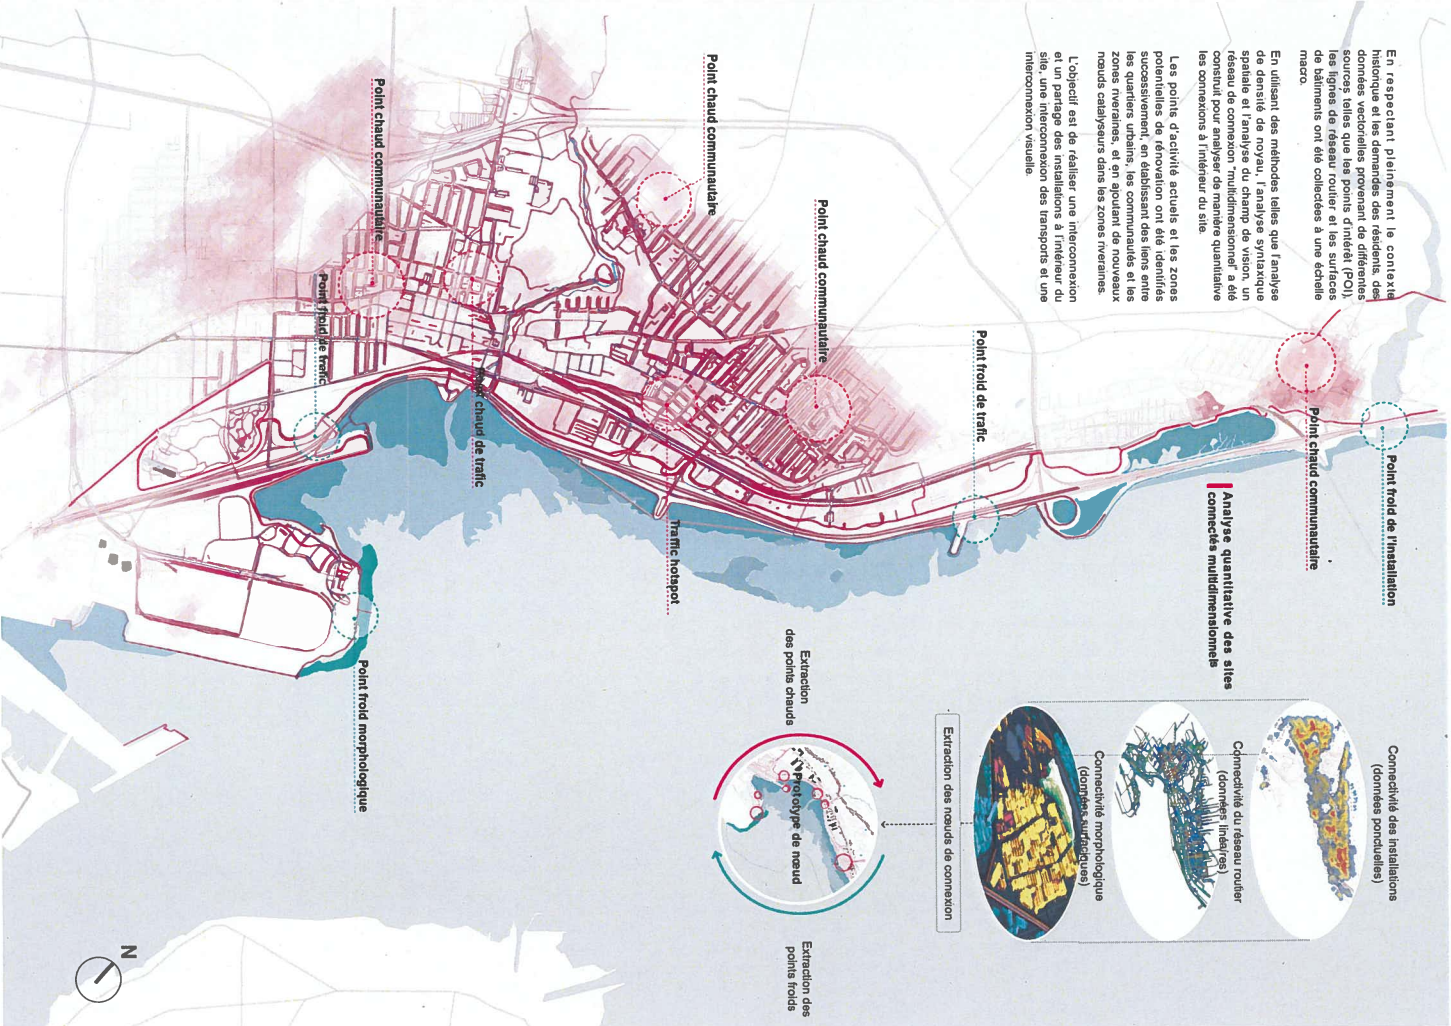 En respectant pleinement le contexte
historique et les demandes des résidents, des
données vectorielles provenant de différentes
sources telles que les points d'intérêt (POI),
les lignes de réseau routier et les surfaces
de bâtiments ont été collectées à une échelle
macro.
En utilisant des méthodes telles que l'analyse
de densité de noyau, l'analyse syntaxique
spatiale et l'analyse du champ de vision, un
réseau de connexion "multidimensionnel" a été
construit pour analyser de manière quantitative
les connexions à l'intérieur du site.
Les points d'activité actuels et les zones
potentielles de rénovation ont été identifiés
successivement, en établissant des liens entre
les quartiers urbains, les communautés et les
zones riveraines, et en ajoutant de nouveaux
nœuds catalyseurs dans les zones riveraines.
L'objectif est de réaliser une interconnexion
et un partage des installations à l'intérieur du
site, une interconnexion des transports et une
interconnexion visuelle.
Point froid de l'installation
Point chaud communautaire
Analyse quantitative des sites
connectés multidimensionnels
Point froid de trafic
Point chaud communautaire
Point chaud communautaire
Traffic hotspot
Point chaud de trafic
Point chaud communautaire
Point froid de trafic
Point froid morphologique
Connectivité des installations
(données ponctuelles)
Connectivité du réseau routier
(données linéaires)
Connectivité morphologique
(données surfaciques)
Extraction des nœuds de connexion
Extraction
des points chauds
Prototype de nœud
Extraction des
points froids
N